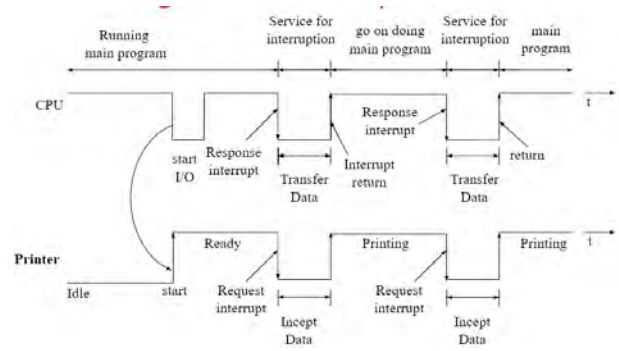 Running
main program
Service for
interruption
go on doing
main program
Service for
interruption
main
program
CPU
t
start
I/O
Response
interrupt
Transfer
Data
Interrupt
return
Response
interrupt
Transfer
Data
return
Printer
Idle
start
Ready
Request
interrupt
Incept
Data
Printing
Request
interrupt
Incept
Data
Printing
t